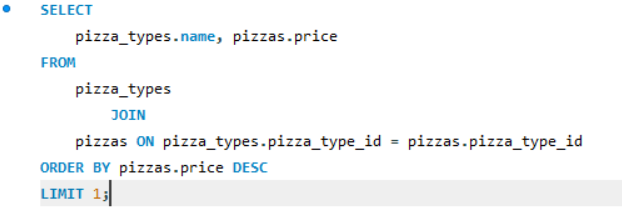 SELECT
pizza_types.name, pizzas.price
FROM
pizza_types
JOIN
pizzas ON pizza_types.pizza_type_id = pizzas.pizza_type_id
ORDER BY pizzas.price DESC
LIMIT 1;